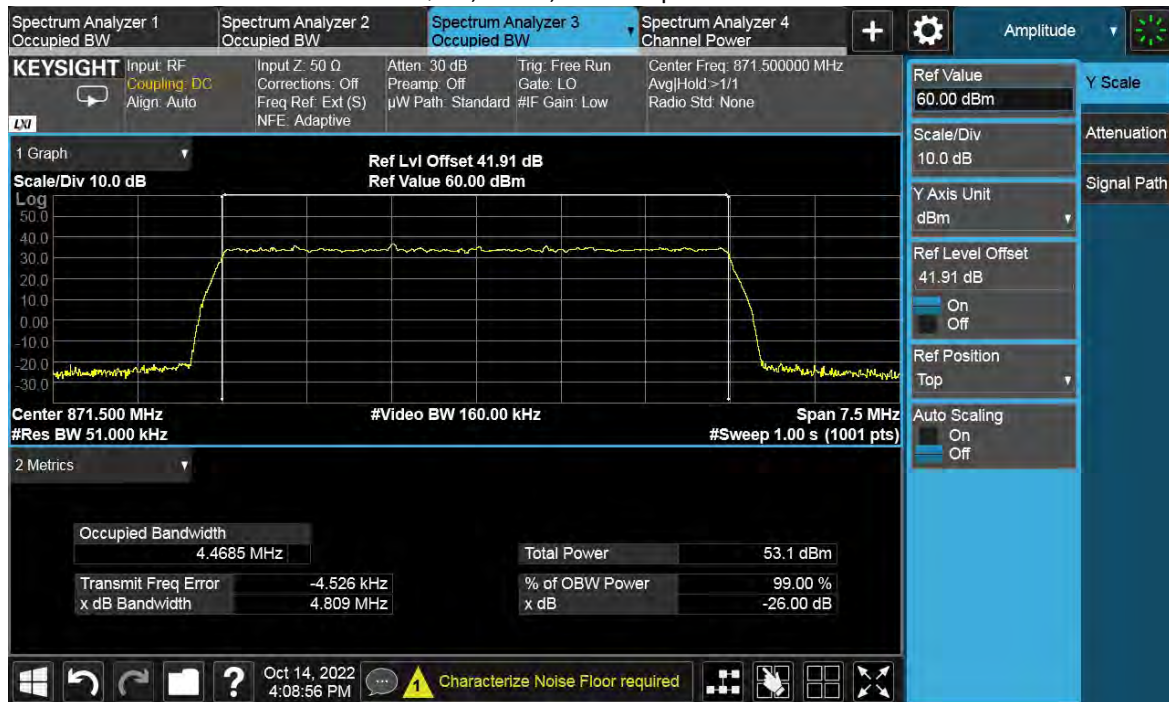 Spectrum Analyzer 1
Occupied BW
Spectrum Analyzer 2
Occupied BW
Spectrum Analyzer 3
Occupied BW
Spectrum Analyzer 4
Channel Power
+
Amplitude
KEYSIGHT
LXI
Input: RF
Coupling: DC
Align: Auto
Input Z: 50 Ω
Corrections: Off
Freq Ref: Ext (S)
NFE: Adaptive
Atten: 30 dB
Preamp: Off
µW Path: Standard
Trig: Free Run
Gate: LO
#IF Gain: Low
Center Freq: 871.500000 MHz
Avg|Hold:>1/1
Radio Std: None
1 Graph
Scale/Div 10.0 dB
Ref Lvl Offset 41.91 dB
Ref Value 60.00 dBm
Log
50.0
40.0
30.0
20.0
10.0
0.00
-10.0
-20.0
-30.0
Center 871.500 MHz
#Res BW 51.000 kHz
#Video BW 160.00 kHz
Span 7.5 MHz
#Sweep 1.00 s (1001 pts)
2 Metrics
Occupied Bandwidth
4.4685 MHz
Total Power 53.1 dBm
Transmit Freq Error -4.526 kHz
% of OBW Power 99.00 %
x dB Bandwidth 4.809 MHz
x dB -26.00 dB
Ref Value
60.00 dBm
Scale/Div
10.0 dB
Y Axis Unit
dBm
Ref Level Offset
41.91 dB
On
Off
Ref Position
Top
Auto Scaling
On
Off
Y Scale
Attenuation
Signal Path
?
Oct 14, 2022
4:08:56 PM
1
Characterize Noise Floor required